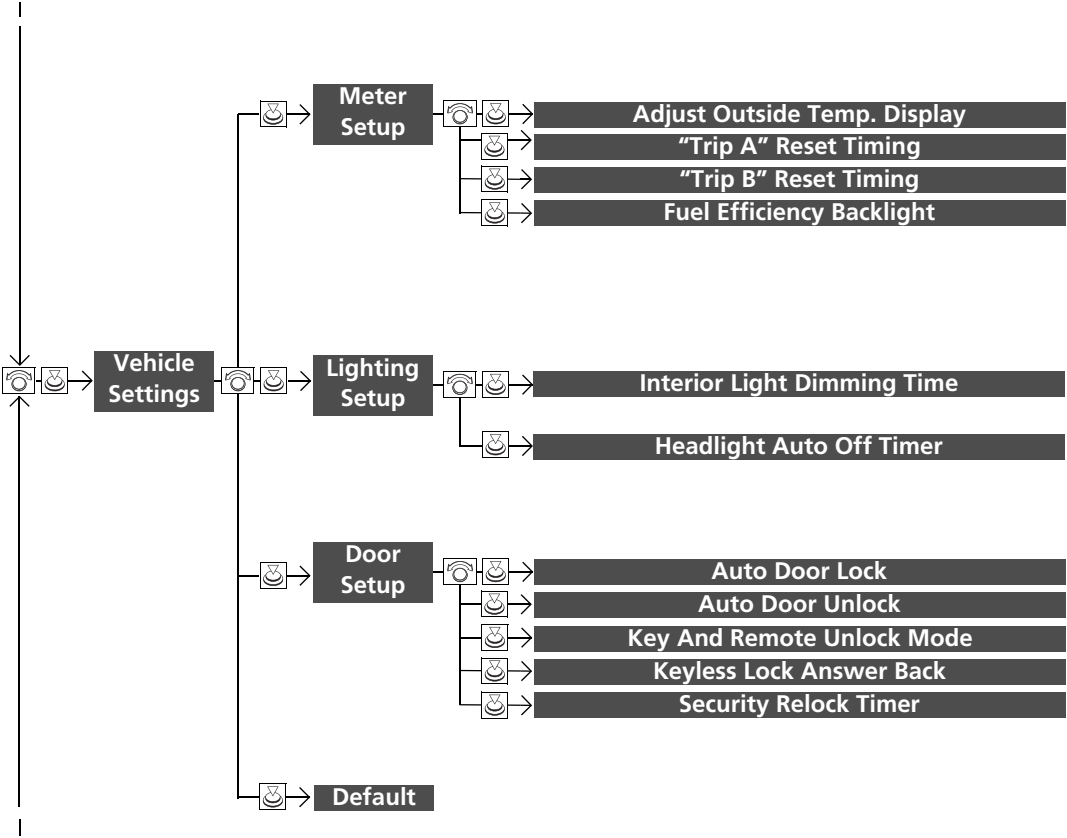 Meter
Setup
Adjust Outside Temp. Display
“Trip A” Reset Timing
“Trip B” Reset Timing
Fuel Efficiency Backlight
Vehicle
Settings
Lighting
Setup
Interior Light Dimming Time
Headlight Auto Off Timer
Door
Setup
Auto Door Lock
Auto Door Unlock
Key And Remote Unlock Mode
Keyless Lock Answer Back
Security Relock Timer
Default